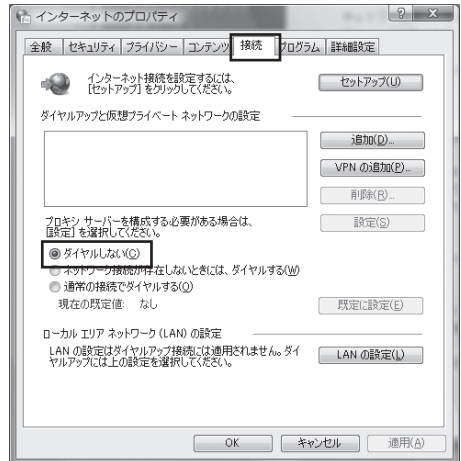 インターネットのプロパティ
全般 セキュリティ プライバシー コンテンツ 接続 プログラム 詳細設定
インターネット接続を設定するには、
[セットアップ] をクリックしてください。
セットアップ(U)
ダイヤルアップと仮想プライベート ネットワークの設定
追加(D)...
VPN の追加(P)...
削除(R)...
プロキシ サーバーを構成する必要がある場合は、
[設定] を選択してください。
設定(S)
ダイヤルしない(C)
ネットワーク接続が存在しないときには、ダイヤルする(W)
通常の接続でダイヤルする(O)
現在の既定値: なし
既定に設定(E)
ローカル エリア ネットワーク (LAN) の設定
LAN の設定はダイヤルアップ接続には適用されません。ダイ
ヤルアップには上の設定を選択してください。
LAN の設定(L)
OK キャンセル 適用(A)